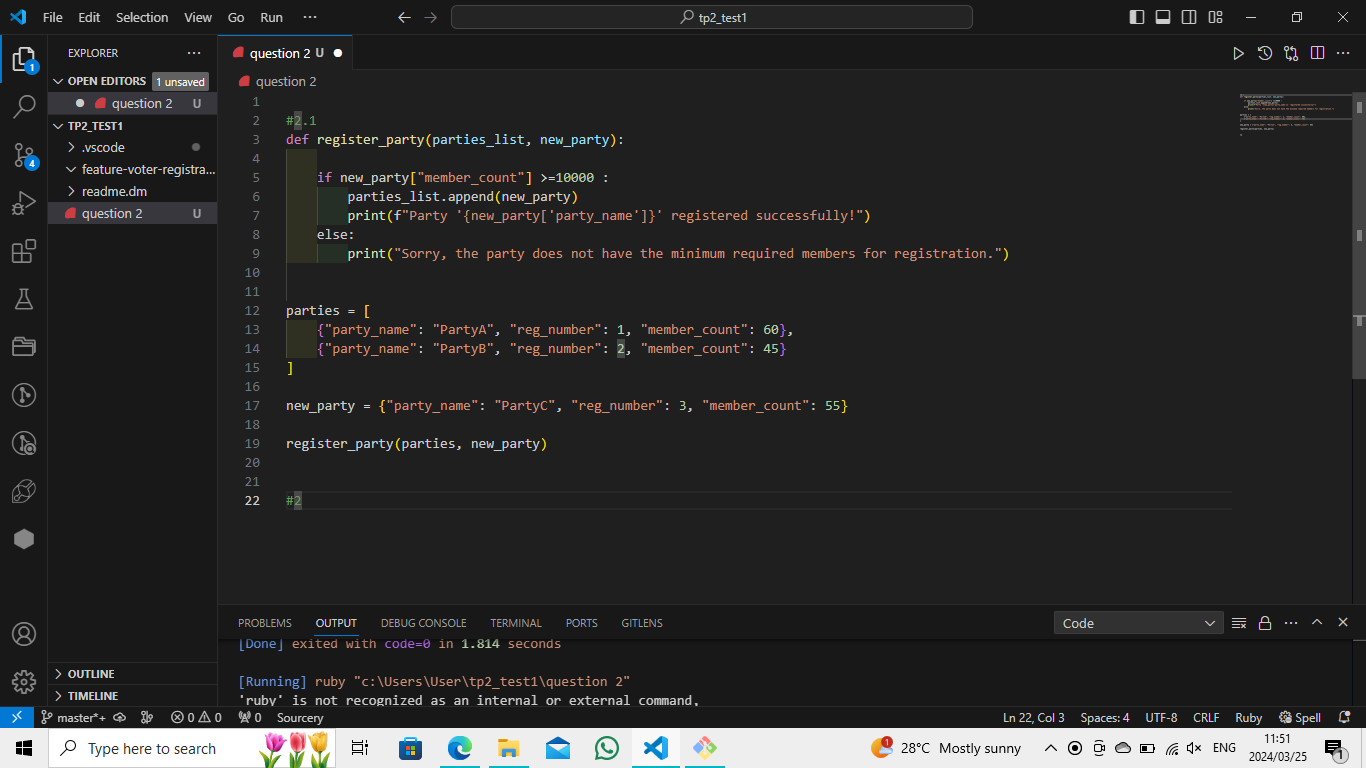 File Edit Selection View Go Run ··· tp2_test1
EXPLORER ···
OPEN EDITORS 1 unsaved
question 2 U
TP2_TEST1
.vscode
feature-voter-registra...
readme.dm
question 2 U
OUTLINE
TIMELINE
1
4
question 2 U
question 2
1
2 #2.1
3 def register_party(parties_list, new_party):
4
5 if new_party["member_count"] >=10000 :
6 parties_list.append(new_party)
7 print(f"Party '{new_party['party_name']}' registered successfully!")
8 else:
9 print("Sorry, the party does not have the minimum required members for registration.")
10
11
12 parties = [
13 {"party_name": "PartyA", "reg_number": 1, "member_count": 60},
14 {"party_name": "PartyB", "reg_number": 2, "member_count": 45}
15 ]
16
17 new_party = {"party_name": "PartyC", "reg_number": 3, "member_count": 55}
18
19 register_party(parties, new_party)
20
21
22 #2
PROBLEMS OUTPUT DEBUG CONSOLE TERMINAL PORTS GITLENS Code
[Done] exited with code=0 in 1.814 seconds
[Running] ruby "c:\Users\User\tp2_test1\question 2"
'ruby' is not recognized as an internal or external command,
master*+ 0 0 0 Sourcery Ln 22, Col 3 Spaces: 4 UTF-8 CRLF Ruby Spell
Type here to search 1 28°C Mostly sunny ENG 11:51
2024/03/25 1